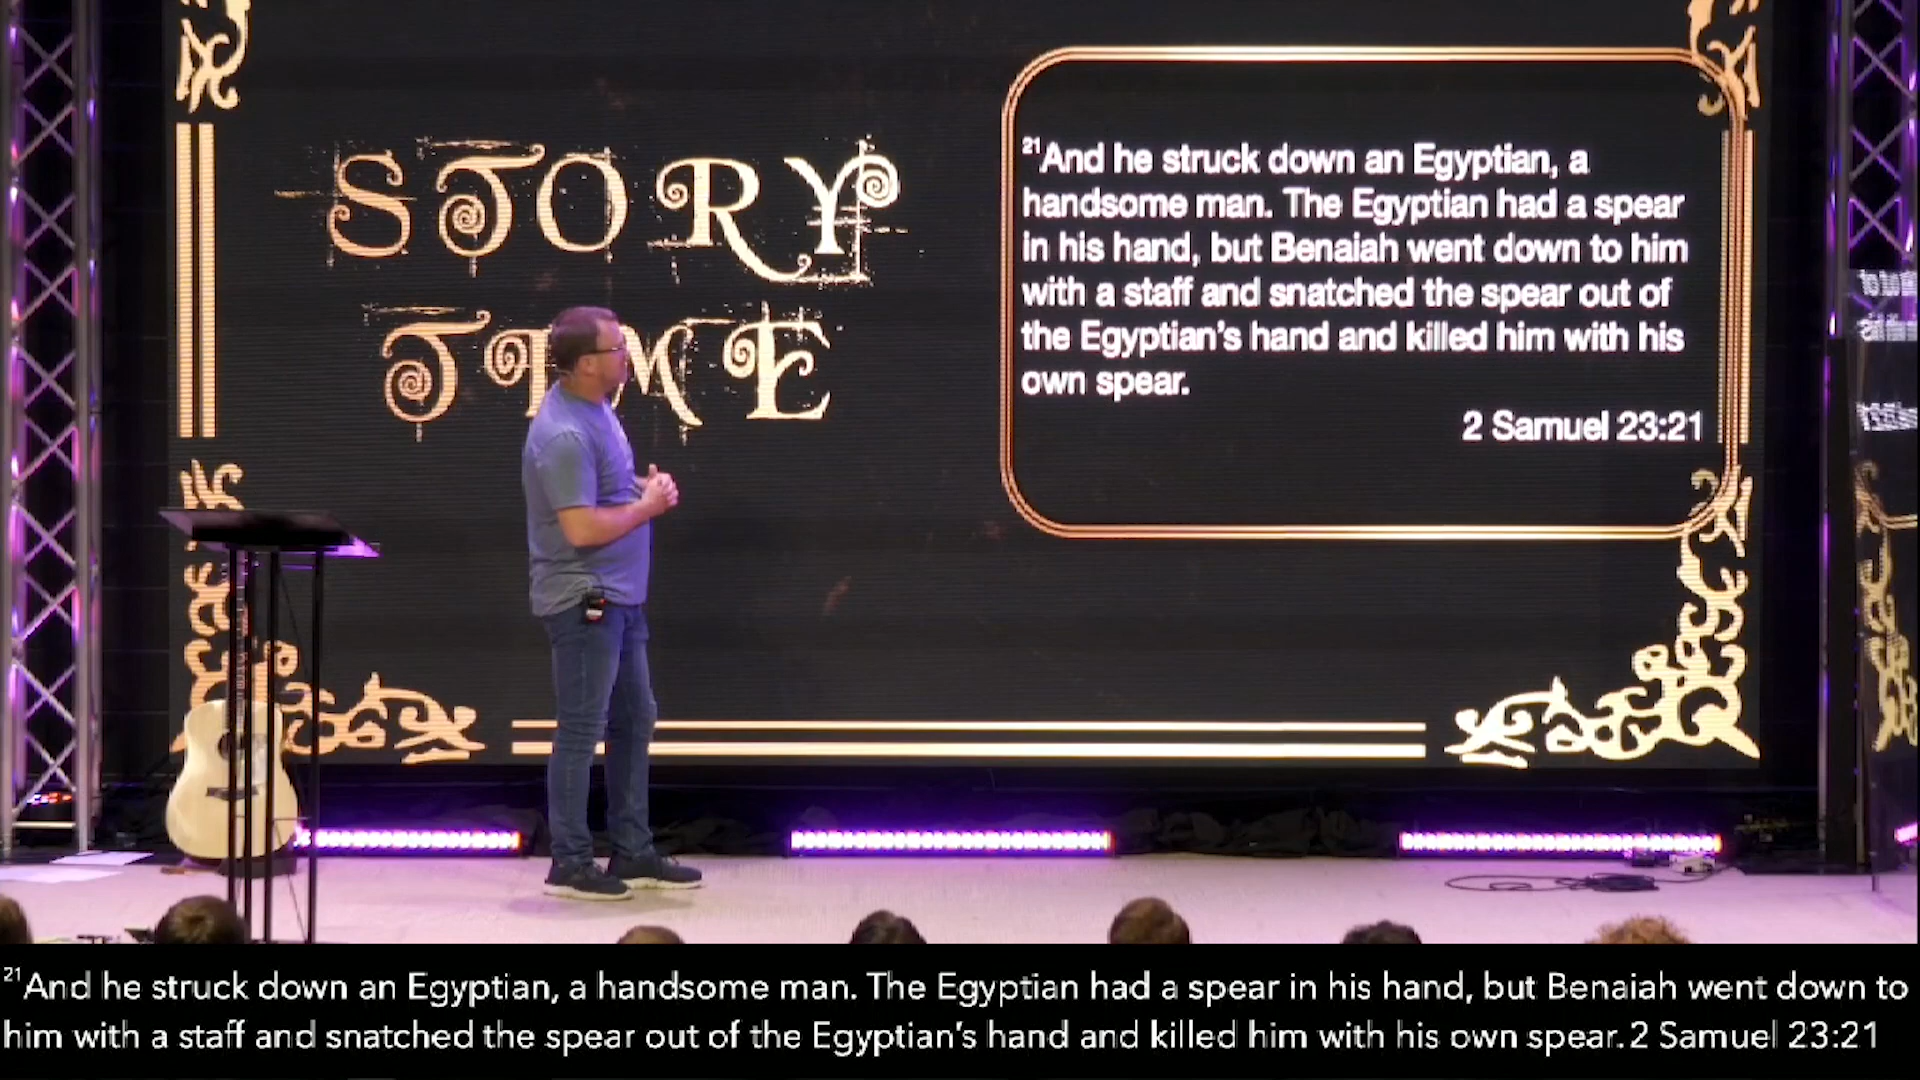 STORY
TIME
²¹And he struck down an Egyptian, a
handsome man. The Egyptian had a spear
in his hand, but Benaiah went down to him
with a staff and snatched the spear out of
the Egyptian's hand and killed him with his
own spear.
2 Samuel 23:21
²¹And he struck down an Egyptian, a handsome man. The Egyptian had a spear in his hand, but Benaiah went down to
him with a staff and snatched the spear out of the Egyptian's hand and killed him with his own spear. 2 Samuel 23:21